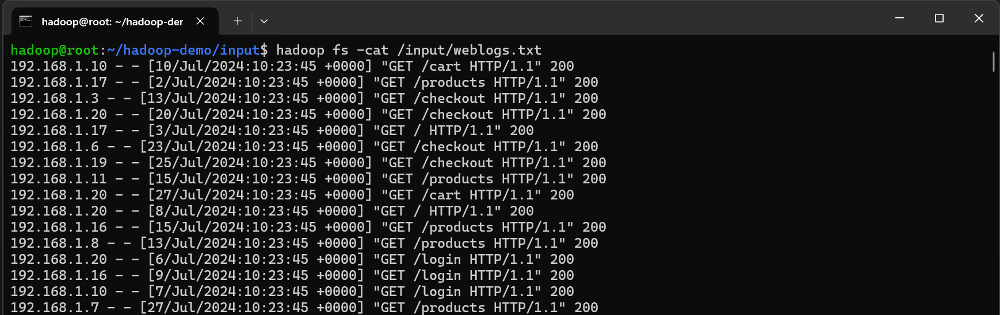 hadoop@root: ~/hadoop-der
hadoop@root:~/hadoop-demo/input$ hadoop fs -cat /input/weblogs.txt
192.168.1.10 - - [10/Jul/2024:10:23:45 +0000] "GET /cart HTTP/1.1" 200
192.168.1.17 - - [2/Jul/2024:10:23:45 +0000] "GET /products HTTP/1.1" 200
192.168.1.3 - - [13/Jul/2024:10:23:45 +0000] "GET /checkout HTTP/1.1" 200
192.168.1.20 - - [20/Jul/2024:10:23:45 +0000] "GET /checkout HTTP/1.1" 200
192.168.1.17 - - [3/Jul/2024:10:23:45 +0000] "GET / HTTP/1.1" 200
192.168.1.6 - - [23/Jul/2024:10:23:45 +0000] "GET /checkout HTTP/1.1" 200
192.168.1.19 - - [25/Jul/2024:10:23:45 +0000] "GET /checkout HTTP/1.1" 200
192.168.1.11 - - [15/Jul/2024:10:23:45 +0000] "GET /products HTTP/1.1" 200
192.168.1.20 - - [27/Jul/2024:10:23:45 +0000] "GET /cart HTTP/1.1" 200
192.168.1.20 - - [8/Jul/2024:10:23:45 +0000] "GET / HTTP/1.1" 200
192.168.1.16 - - [15/Jul/2024:10:23:45 +0000] "GET /products HTTP/1.1" 200
192.168.1.8 - - [13/Jul/2024:10:23:45 +0000] "GET /products HTTP/1.1" 200
192.168.1.20 - - [6/Jul/2024:10:23:45 +0000] "GET /login HTTP/1.1" 200
192.168.1.16 - - [9/Jul/2024:10:23:45 +0000] "GET /login HTTP/1.1" 200
192.168.1.10 - - [7/Jul/2024:10:23:45 +0000] "GET /login HTTP/1.1" 200
192.168.1.7 - - [27/Jul/2024:10:23:45 +0000] "GET /products HTTP/1.1" 200